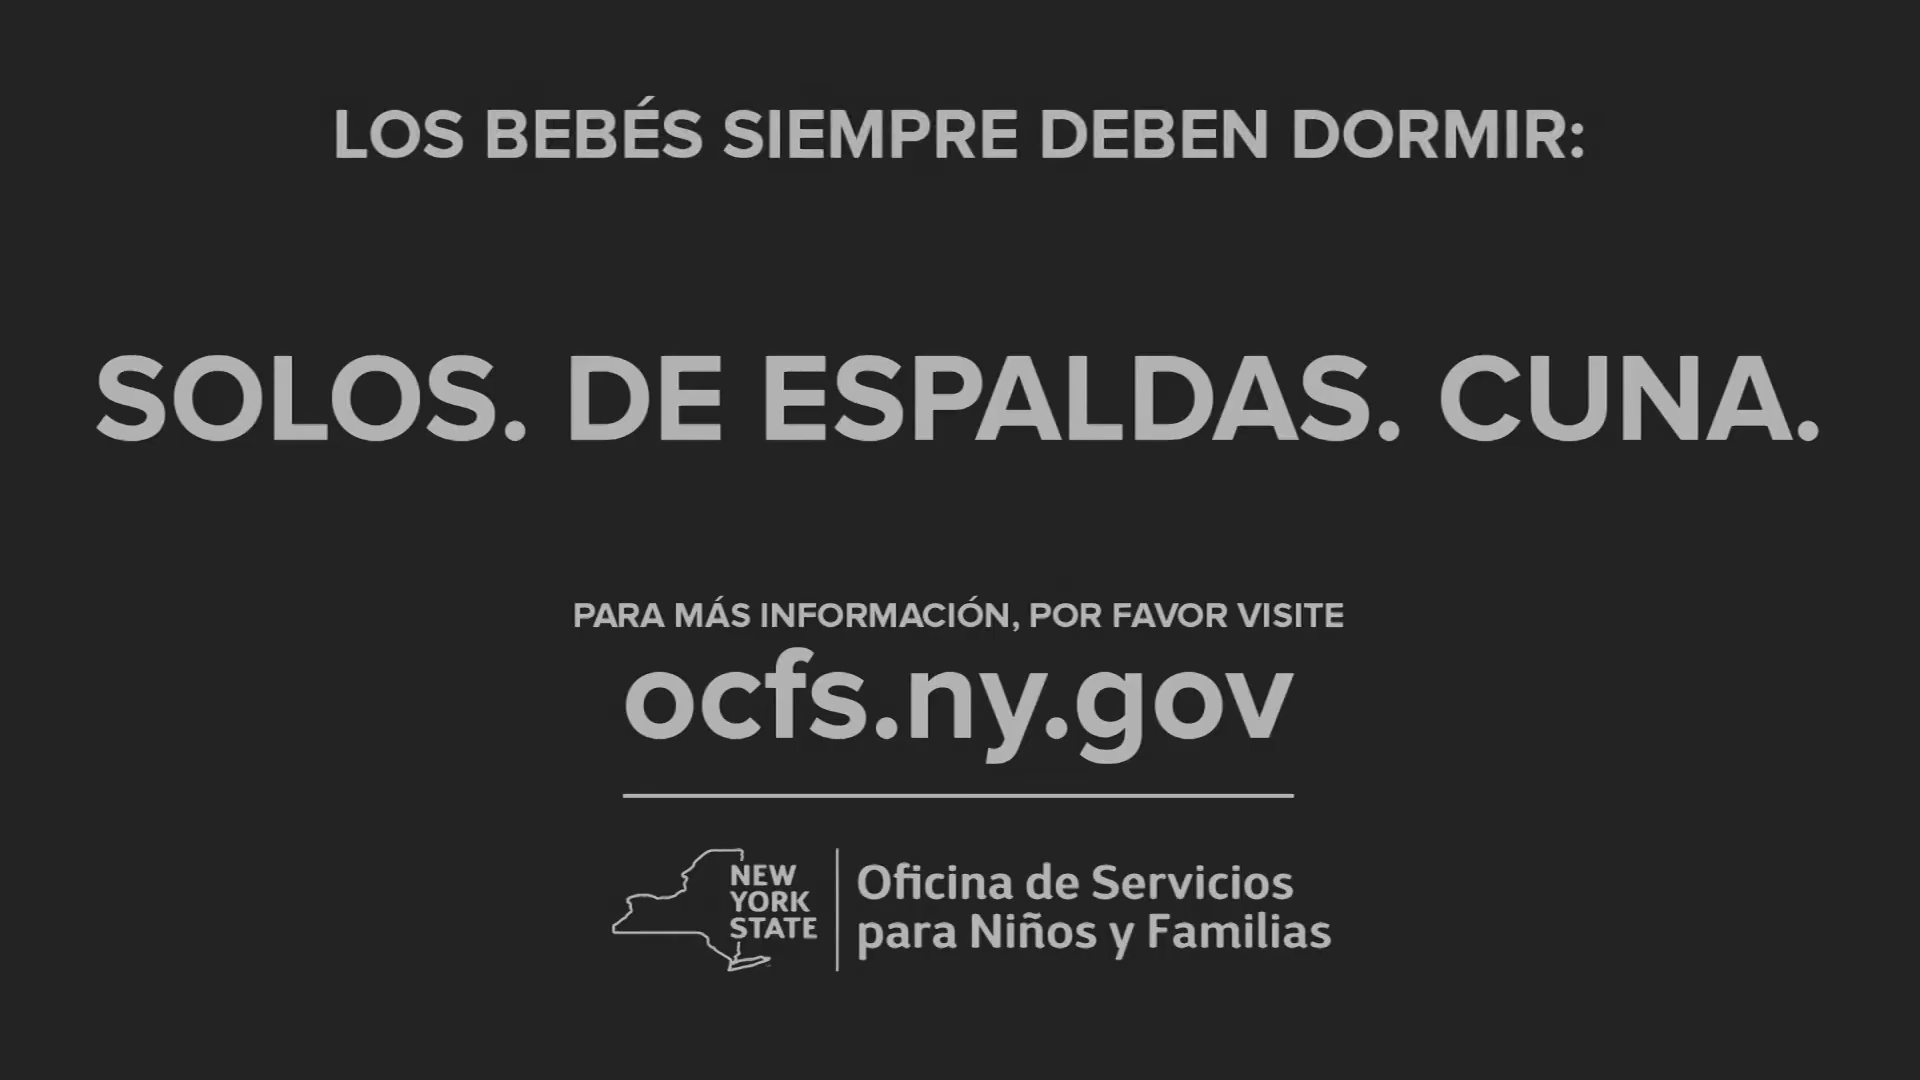 LOS BEBÉS SIEMPRE DEBEN DORMIR:
SOLOS. DE ESPALDAS. CUNA.
PARA MÁS INFORMACIÓN, POR FAVOR VISITE
ocfs.ny.gov
NEW
YORK
STATE
Oficina de Servicios
para Niños y Familias